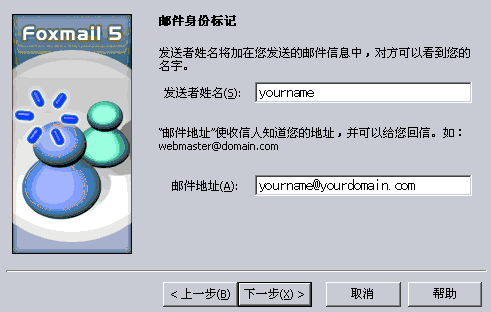 Foxmail 5
邮件身份标记
发送者姓名将加在您发送的邮件信息中，对方可以看到您的
名字。
发送者姓名(S): yourname
"邮件地址"使收信人知道您的地址，并可以给您回信。如：
webmaster@domain.com
邮件地址(A): yourname@yourdomain.com
< 上一步(B) 下一步(X) > 取消 帮助